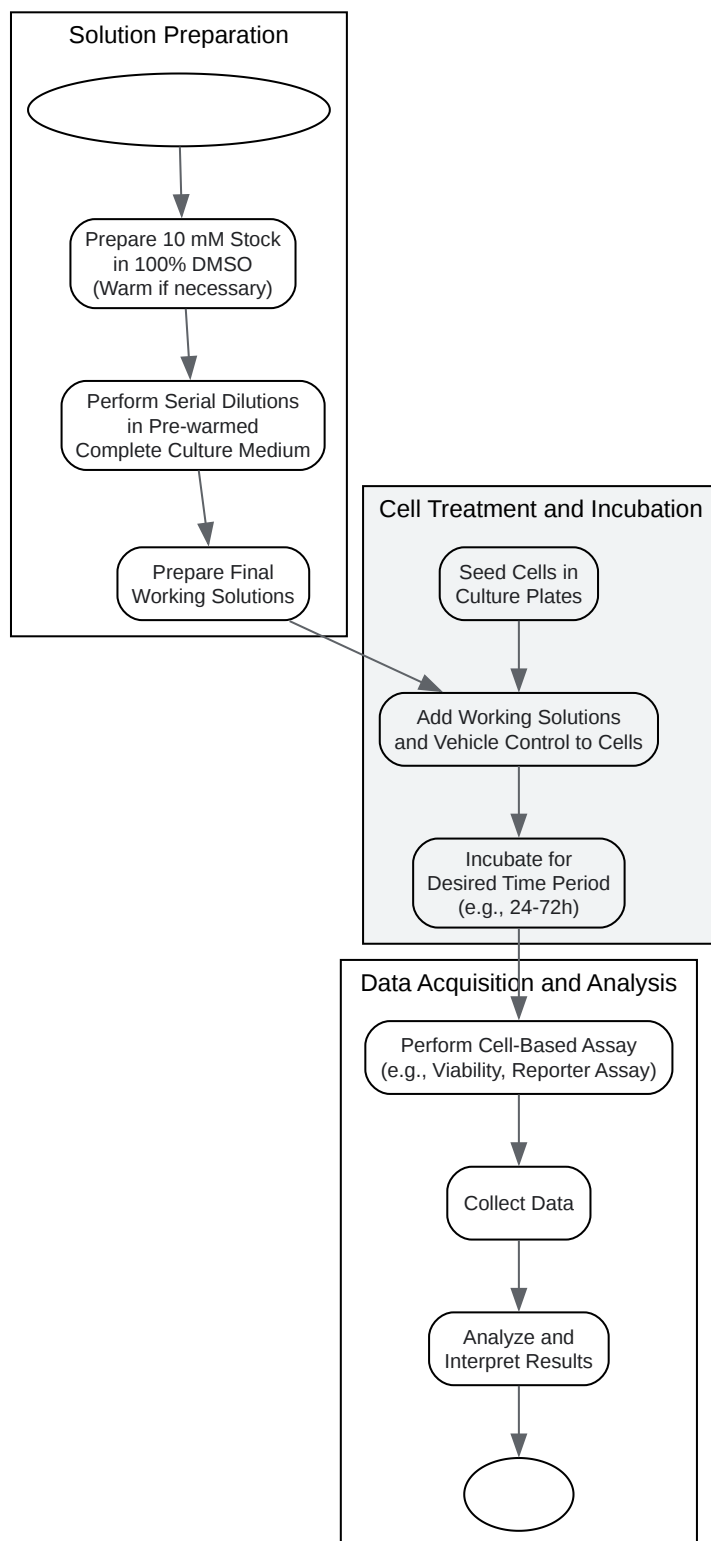 Solution Preparation
Prepare 10 mM Stock
in 100% DMSO
(Warm if necessary)
Perform Serial Dilutions
in Pre-warmed
Complete Culture Medium
Prepare Final
Working Solutions
Cell Treatment and Incubation
Seed Cells in
Culture Plates
Add Working Solutions
and Vehicle Control to Cells
Incubate for
Desired Time Period
(e.g., 24-72h)
Data Acquisition and Analysis
Perform Cell-Based Assay
(e.g., Viability, Reporter Assay)
Collect Data
Analyze and
Interpret Results